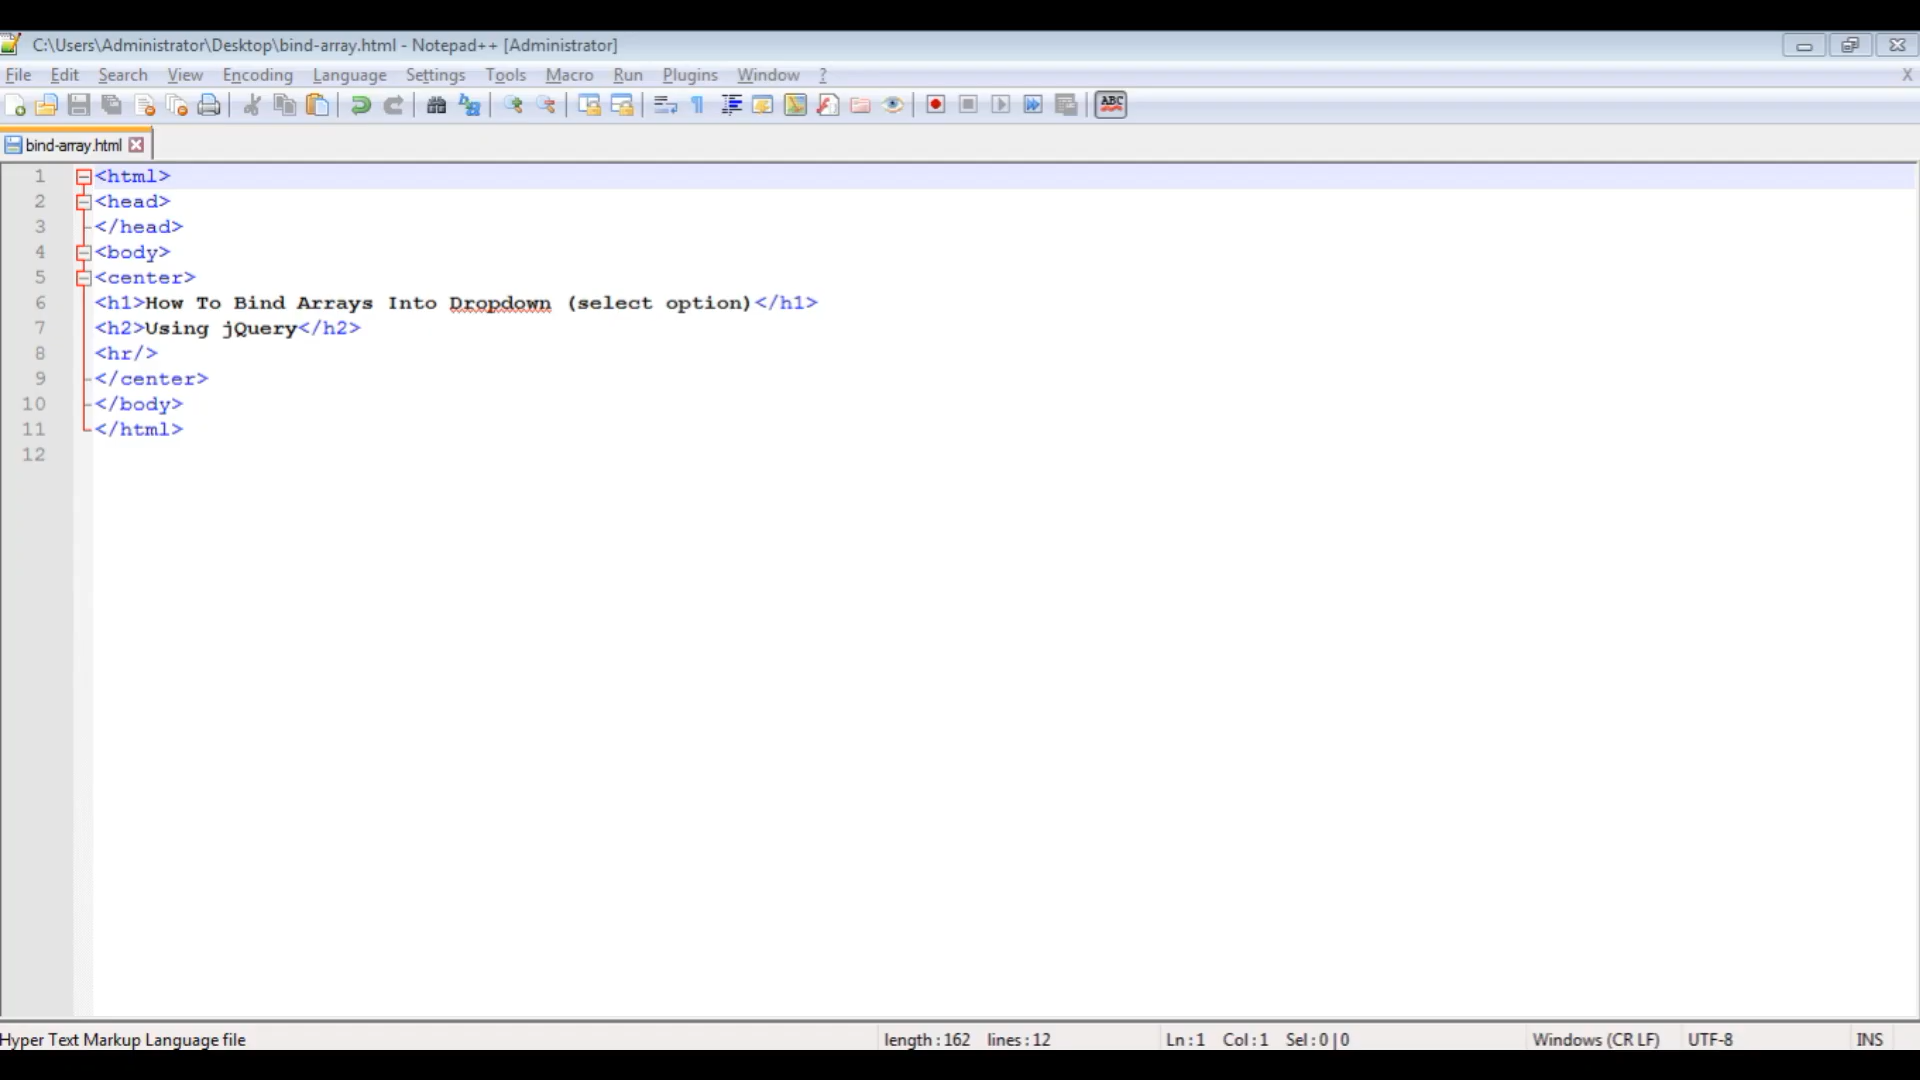 C:\Users\Administrator\Desktop\bind-array.html - Notepad++ [Administrator]
File Edit Search View Encoding Language Settings Tools Macro Run Plugins Window ? X
ABC
bind-array.html
1 <html>
2 <head>
3 </head>
4 <body>
5 <center>
6 <h1>How To Bind Arrays Into Dropdown (select option)</h1>
7 <h2>Using jQuery</h2>
8 <hr/>
9 </center>
10 </body>
11 </html>
12
Hyper Text Markup Language file length : 162 lines : 12 Ln : 1 Col : 1 Sel : 0 | 0 Windows (CR LF) UTF-8 INS